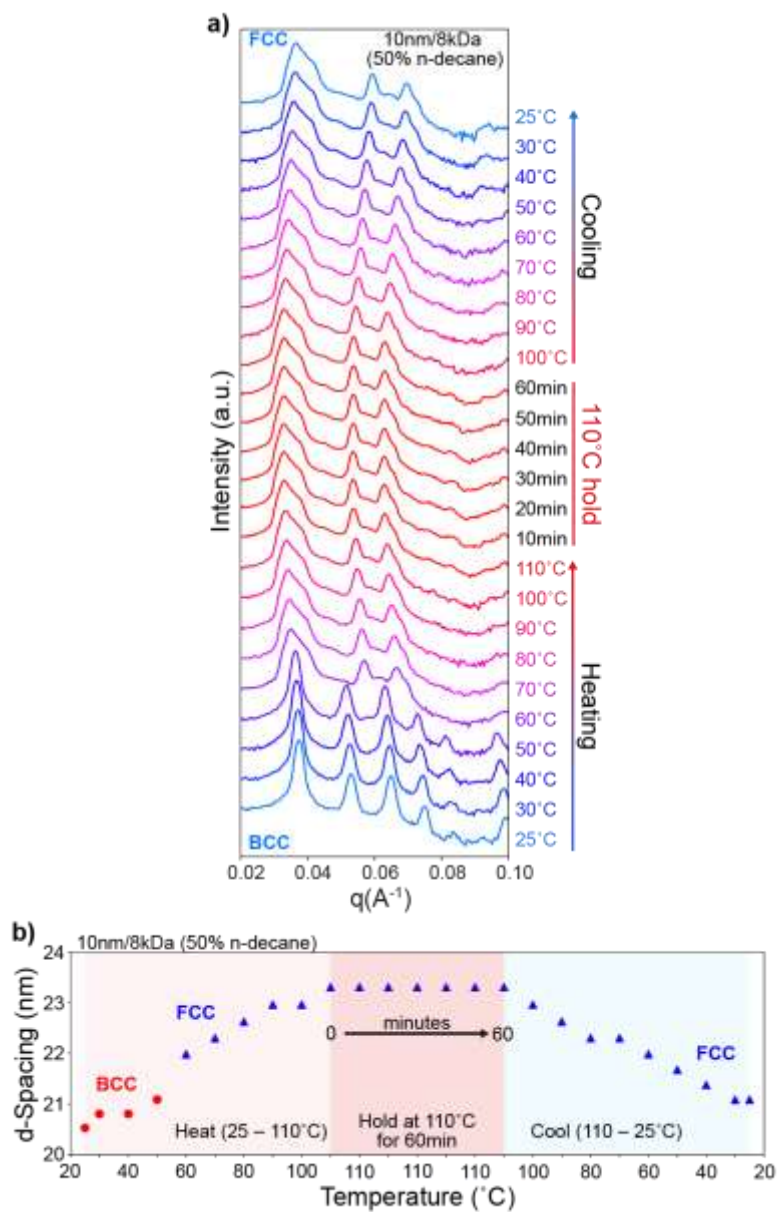 a)
FCC
10nm/8kDa
(50% n-decane)
25˚C
30˚C
40˚C
50˚C
60˚C
70˚C
80˚C
90˚C
100˚C
Cooling
60min
50min
40min
30min
20min
10min
110˚C hold
110˚C
100˚C
90˚C
80˚C
70˚C
60˚C
50˚C
40˚C
30˚C
25˚C
Heating
BCC
Intensity (a.u.)
0.02 0.04 0.06 0.08 0.10
q(A⁻¹)
b)
10nm/8kDa (50% n-decane)
24
23
22
21
20
d-Spacing (nm)
FCC
BCC
0 minutes 60
FCC
Heat (25 – 110˚C)
Hold at 110˚C
for 60min
Cool (110 – 25˚C)
20 40 60 80 100 110 110 110 100 80 60 40 20
Temperature (˚C)